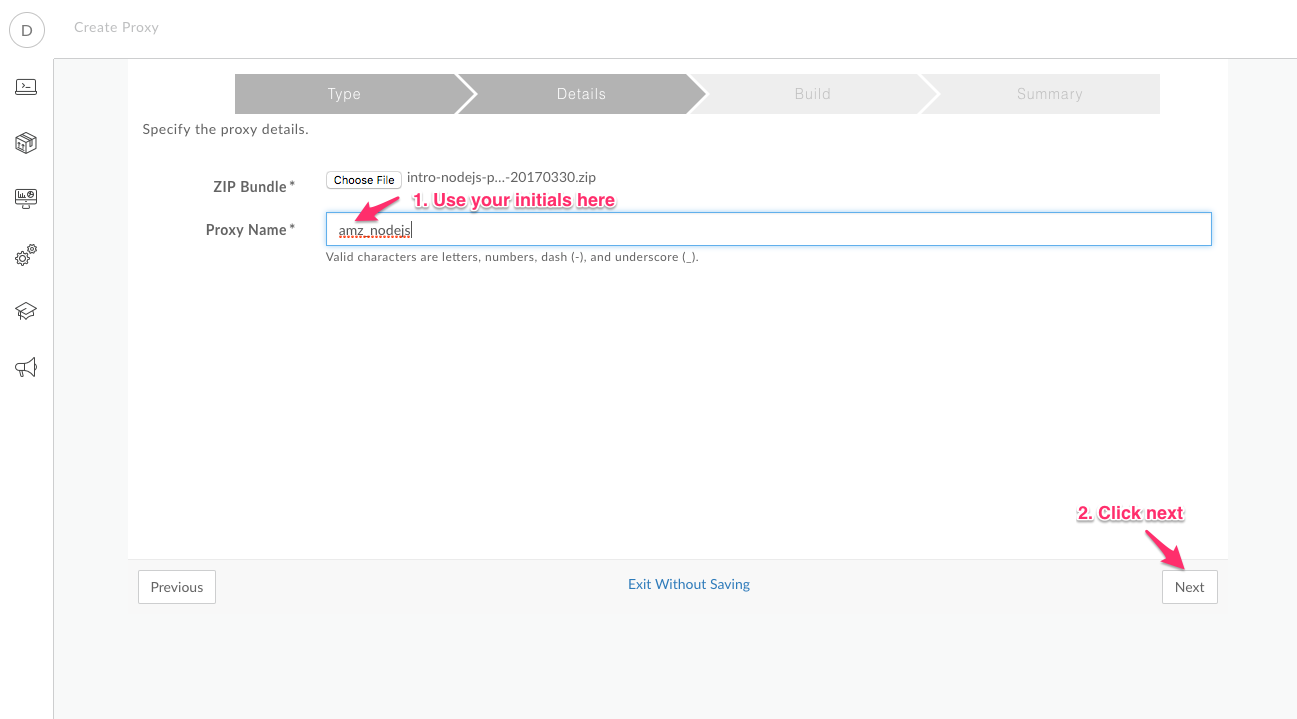 D
Create Proxy
Type
Details
Build
Summary
Specify the proxy details.
ZIP Bundle*
Choose File
intro-nodejs-p...-20170330.zip
1. Use your initials here
Proxy Name*
amz_nodejs
Valid characters are letters, numbers, dash (-), and underscore (_).
2. Click next
Previous
Exit Without Saving
Next